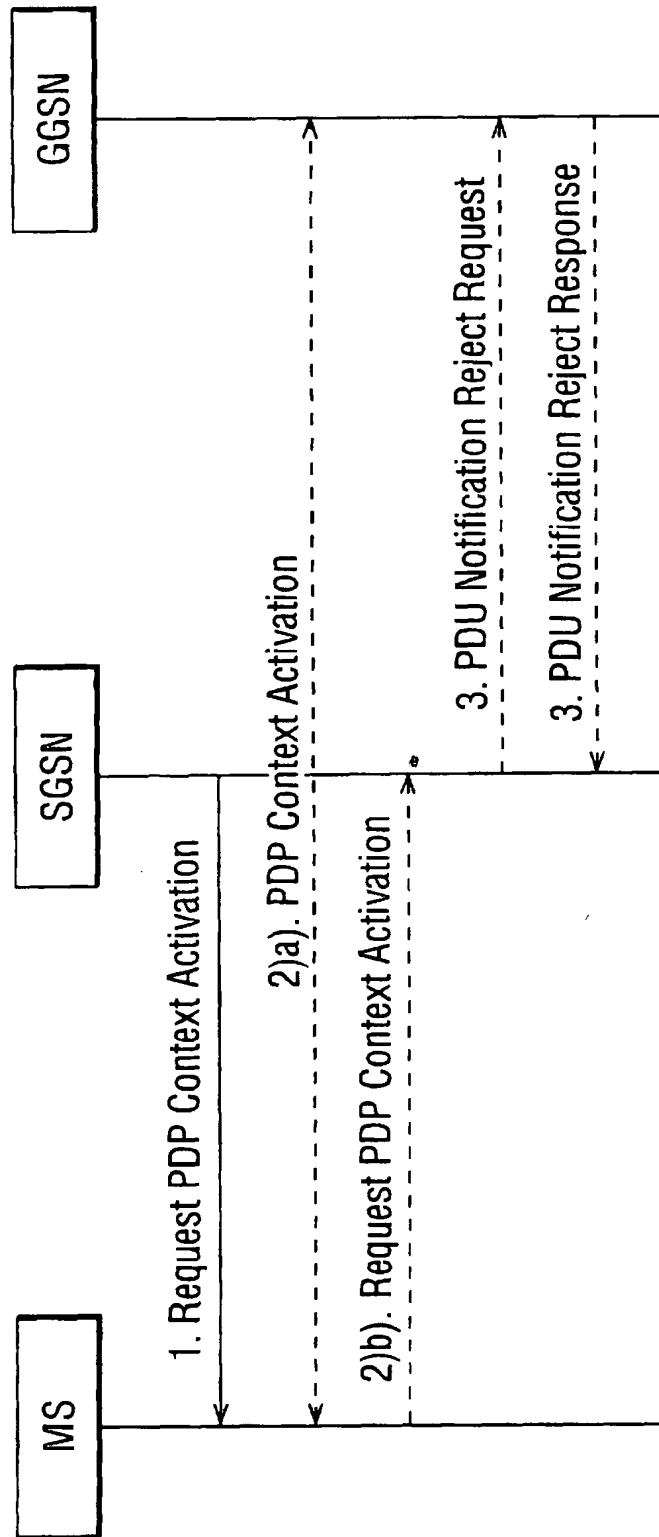 MS
SGSN
GGSN
1. Request PDP Context Activation
2)a). PDP Context Activation
2)b). Request PDP Context Activation
3. PDU Notification Reject Request
3. PDU Notification Reject Response